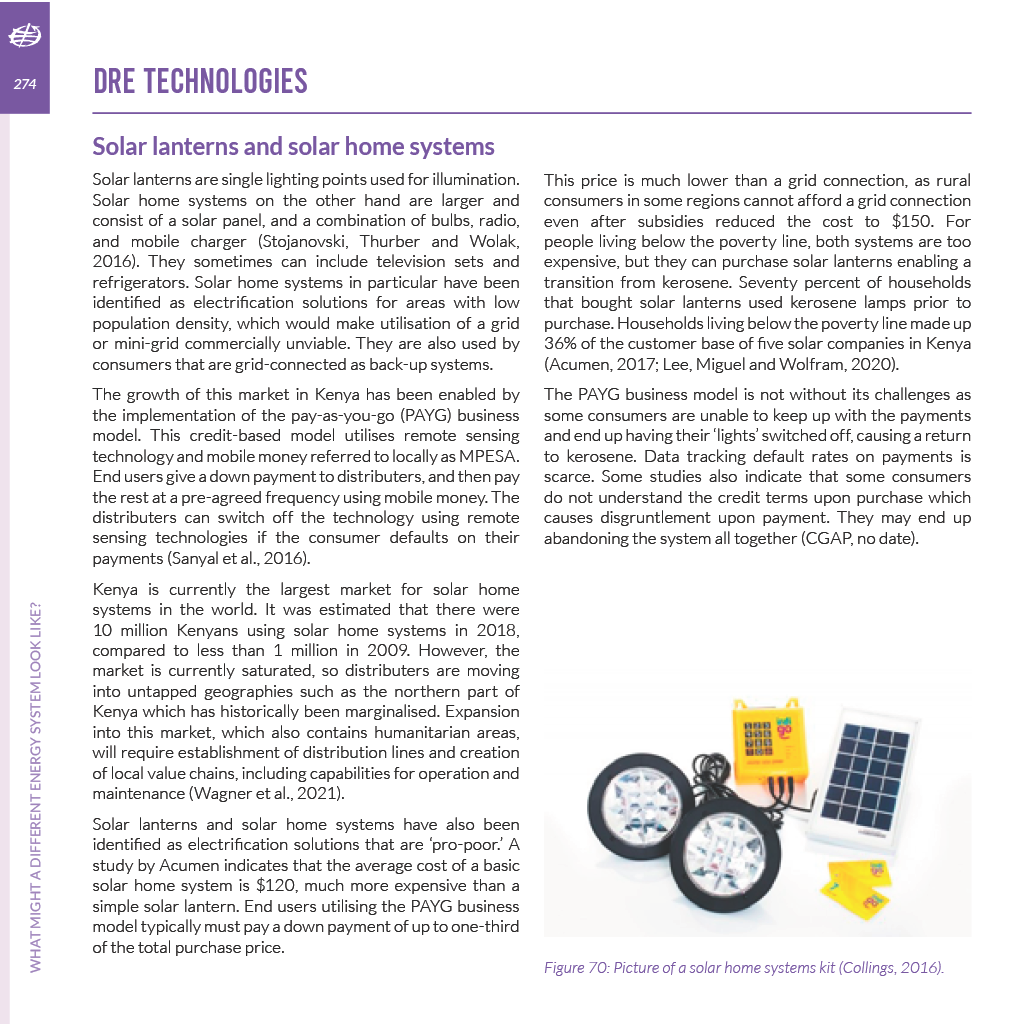 274
DRE TECHNOLOGIES
Solar lanterns and solar home systems
Solar lanterns are single lighting points used for illumination.
Solar home systems on the other hand are larger and
consist of a solar panel, and a combination of bulbs, radio,
and mobile charger (Stojanovski, Thurber and Wolak,
2016). They sometimes can include television sets and
refrigerators. Solar home systems in particular have been
identified as electrification solutions for areas with low
population density, which would make utilisation of a grid
or mini-grid commercially unviable. They are also used by
consumers that are grid-connected as back-up systems.
The growth of this market in Kenya has been enabled by
the implementation of the pay-as-you-go (PAYG) business
model. This credit-based model utilises remote sensing
technology and mobile money referred to locally as MPESA.
End users give a down payment to distributors, and then pay
the rest at a pre-agreed frequency using mobile money. The
distributors can switch off the technology using remote
sensing technologies if the consumer defaults on their
payments (Sanyal et al., 2016).
Kenya is currently the largest market for solar home
systems in the world. It was estimated that there were
10 million Kenyans using solar home systems in 2018,
compared to less than 1 million in 2009. However, the
market is currently saturated, so distributers are moving
into untapped geographies such as the northern part of
Kenya which has historically been marginalised. Expansion
into this market, which also contains humanitarian areas,
will require establishment of distribution lines and creation
of local value chains, including capabilities for operation and
maintenance (Wagner et al., 2021).
Solar lanterns and solar home systems have also been
identified as electrification solutions that are ‘pro-poor.’ A
study by Acumen indicates that the average cost of a basic
solar home system is $120, much more expensive than a
simple solar lantern. End users utilising the PAYG business
model typically must pay a down payment of up to one-third
of the total purchase price.
This price is much lower than a grid connection, as rural
consumers in some regions cannot afford a grid connection
even after subsidies reduced the cost to $150. For
people living below the poverty line, both systems are too
expensive, but they can purchase solar lanterns enabling a
transition from kerosene. Seventy percent of households
that bought solar lanterns used kerosene lamps prior to
purchase. Households living below the poverty line made up
36% of the customer base of five solar companies in Kenya
(Acumen, 2017; Lee, Miguel and Wolfram, 2020).
The PAYG business model is not without its challenges as
some consumers are unable to keep up with the payments
and end up having their ‘lights’ switched off, causing a return
to kerosene. Data tracking default rates on payments is
scarce. Some studies also indicate that some consumers
do not understand the credit terms upon purchase which
causes disgruntlement upon payment. They may end up
abandoning the system all together (CGAP, no date).
Figure 70: Picture of a solar home systems kit (Collings, 2016).
WHAT MIGHT A DIFFERENT ENERGY SYSTEM LOOK LIKE?